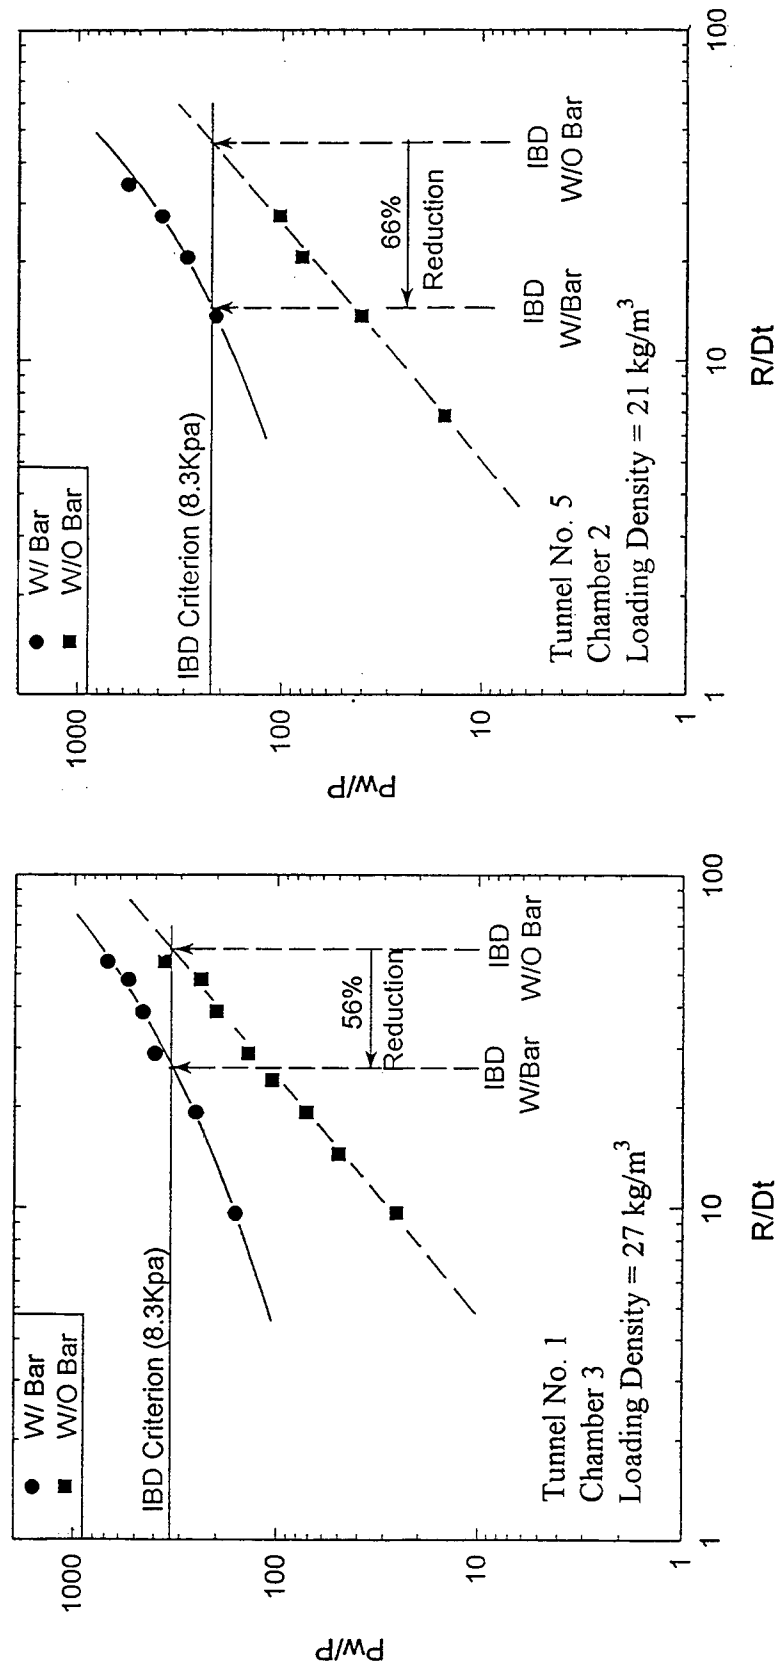 W/ Bar
W/O Bar
IBD Criterion (8.3Kpa)
1000
100
10
1
Pw/P
56%
Reduction
IBD
W/Bar
IBD
W/O Bar
Tunnel No. 1
Chamber 3
Loading Density = 27 kg/m³
1
10
100
R/Dt
W/ Bar
W/O Bar
IBD Criterion (8.3Kpa)
1000
100
10
1
Pw/P
66%
Reduction
IBD
W/Bar
IBD
W/O Bar
Tunnel No. 5
Chamber 2
Loading Density = 21 kg/m³
1
10
100
R/Dt